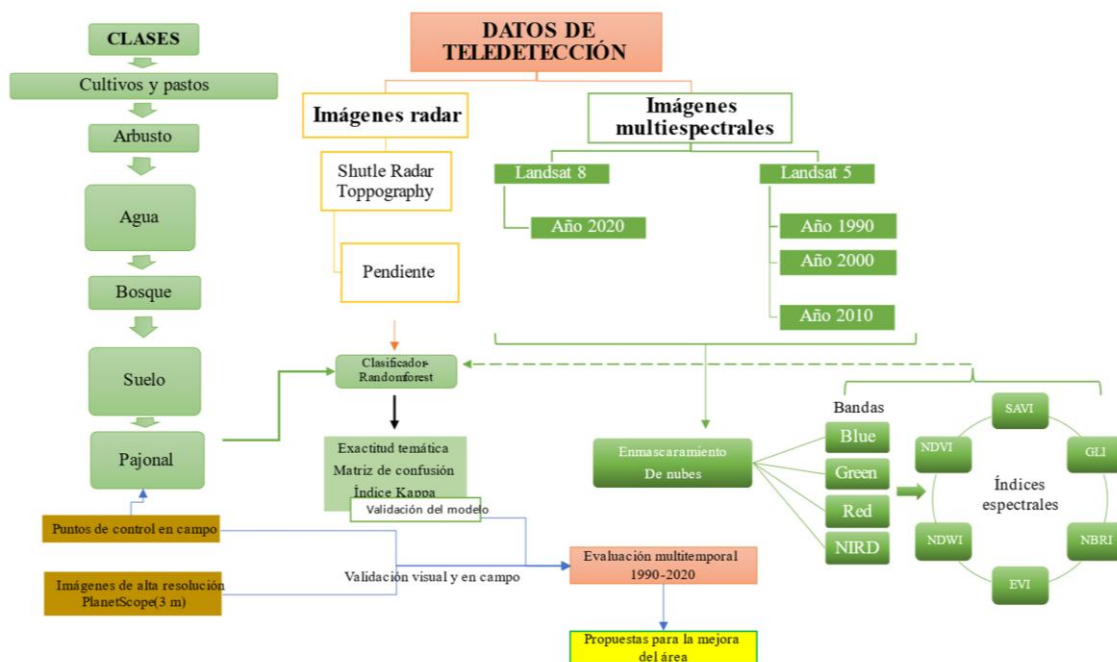 CLASES
Cultivos y pastos
Arbusto
Agua
Bosque
Suelo
Pajonal
Puntos de control en campo
Imágenes de alta resolución
PlanetScope(3 m)
DATOS DE
TELEDETECCIÓN
Imágenes radar
Shutle Radar
Toppography
Pendiente
Imágenes
multiespectrales
Landsat 8
Año 2020
Landsat 5
Año 1990
Año 2000
Año 2010
Clasificador-
Randomforest
Exactitud temática
Matriz de confusión
Índice Kappa
Validación del modelo
Validación visual y en campo
Enmascaramiento
De nubes
Bandas
Blue
Green
Red
NIRD
SAVI
GLI
NBRI
EVI
NDWI
NDVI
Índices
espectrales
Evaluación multitemporal
1990-2020
Propuestas para la mejora
del área